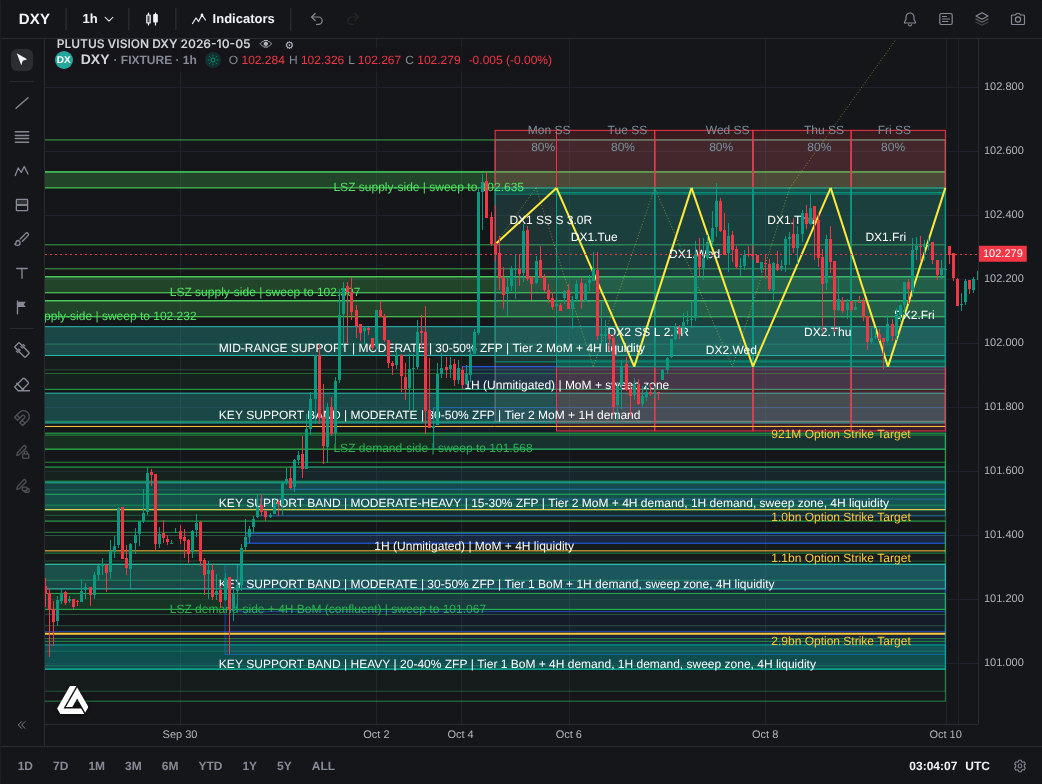 DXY 1h Indicators
PLUTUS VISION DXY 2026-10-05
DX DXY · FIXTURE · 1h O 102.284 H 102.326 L 102.267 C 102.279 -0.005 (-0.00%)
102.800
Mon SS Tue SS Wed SS Thu SS Fri SS
80% 80% 80% 80% 80%
102.600
LSZ supply-side | sweep to 102.635
102.400
DX1 SS S 3.0R
DX1.Tue DX1.Fri
DX1.Wed
102.279
102.200
LSZ supply-side | sweep to
sweep to 102.232
DX2.Fri
DX2 SS L DX2.Thu
102.000
MID-RANGE SUPPORT | MODERATE | 30-50% ZFP | Tier 2 MoM + 4H liquidity
DX2.Wed
1H (Unmitigated) | MoM + sweep zone
101.800
KEY SUPPORT BAND | MODERATE | 30-50% ZFP | Tier 2 MoM + 1H demand
921M Option Strike Target
LSZ demand-side | sweep to 101.568
101.600
KEY SUPPORT BAND | MODERATE-HEAVY | 15-30% ZFP | Tier 2 MoM + 4H demand, 1H demand, sweep zone, 4H liquidity
1.0bn Option Strike Target
101.400
1H (Unmitigated) | MoM + 4H liquidity
1.1bn Option Strike Target
KEY SUPPORT BAND | MODERATE | 30-50% ZFP | Tier 1 BoM + 1H demand, sweep zone, 4H liquidity
101.200
LSZ demand-side + 4H BoM (confluent) | sweep to 101.067
2.9bn Option Strike Target
101.000
KEY SUPPORT BAND | HEAVY | 20-40% ZFP | Tier 1 BoM + 4H demand, 1H demand, sweep zone, 4H liquidity
Sep 30 Oct 2 Oct 4 Oct 6 Oct 8 Oct 10
1D 7D 1M 3M 6M YTD 1Y 5Y ALL 03:04:07 UTC